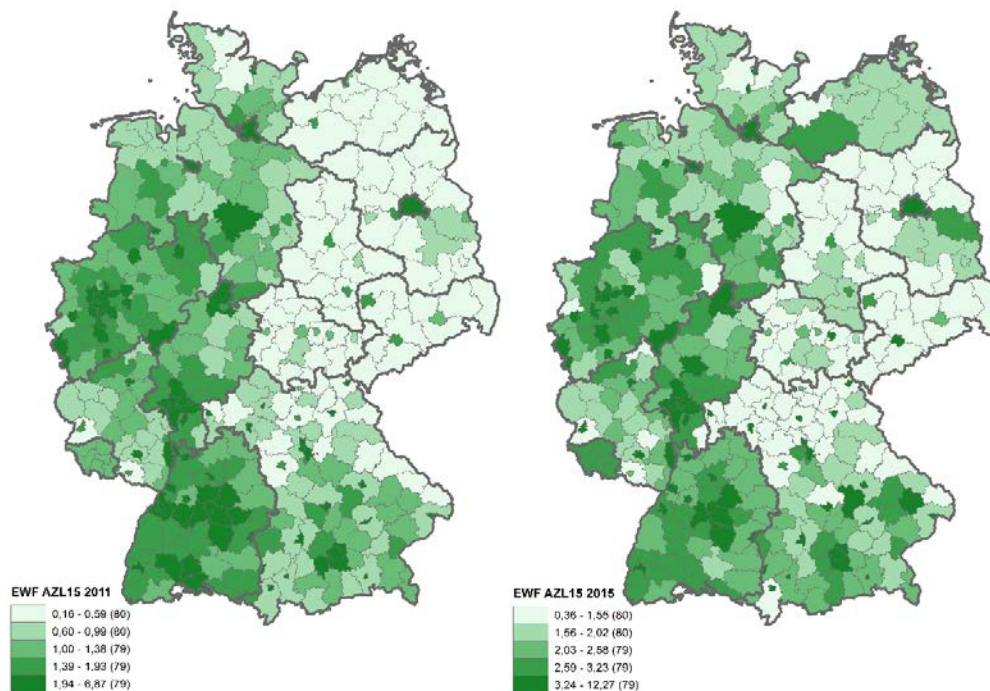 EWF AZL15 2011
0,16 - 0,59 (80)
0,60 - 0,99 (80)
1,00 - 1,38 (79)
1,39 - 1,93 (79)
1,94 - 6,87 (79)
EWF AZL15 2015
0,36 - 1,55 (80)
1,56 - 2,02 (80)
2,03 - 2,58 (79)
2,59 - 3,23 (79)
3,24 - 12,27 (79)